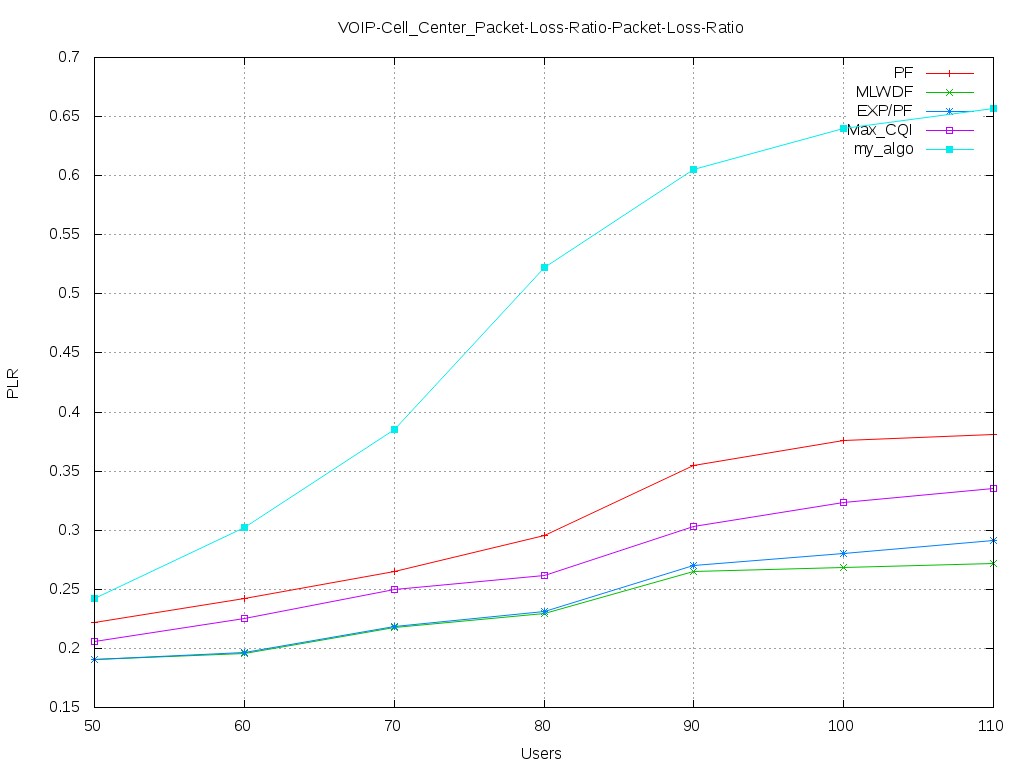 VOIP-Cell_Center_Packet-Loss-Ratio-Packet-Loss-Ratio
0.7
0.65
0.6
0.55
0.5
0.45
0.4
0.35
0.3
0.25
0.2
0.15
PLR
PF
MLWDF
EXP/PF
Max_CQI
my_algo
50 60 70 80 90 100 110
Users